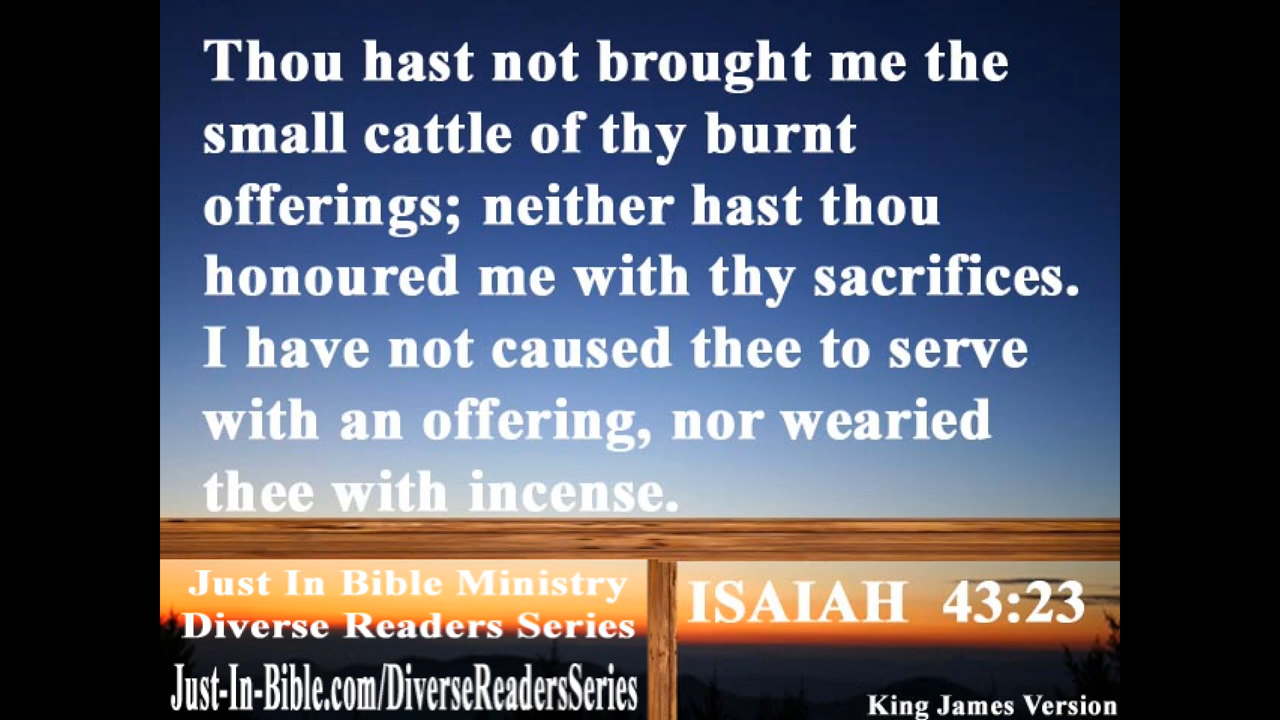 Thou hast not brought me the
small cattle of thy burnt
offerings; neither hast thou
honoured me with thy sacrifices.
I have not caused thee to serve
with an offering, nor wearied
thee with incense.
Just In Bible Ministry
Diverse Readers Series
Just-In-Bible.com/DiverseReadersSeries
ISAIAH 43:23
King James Version